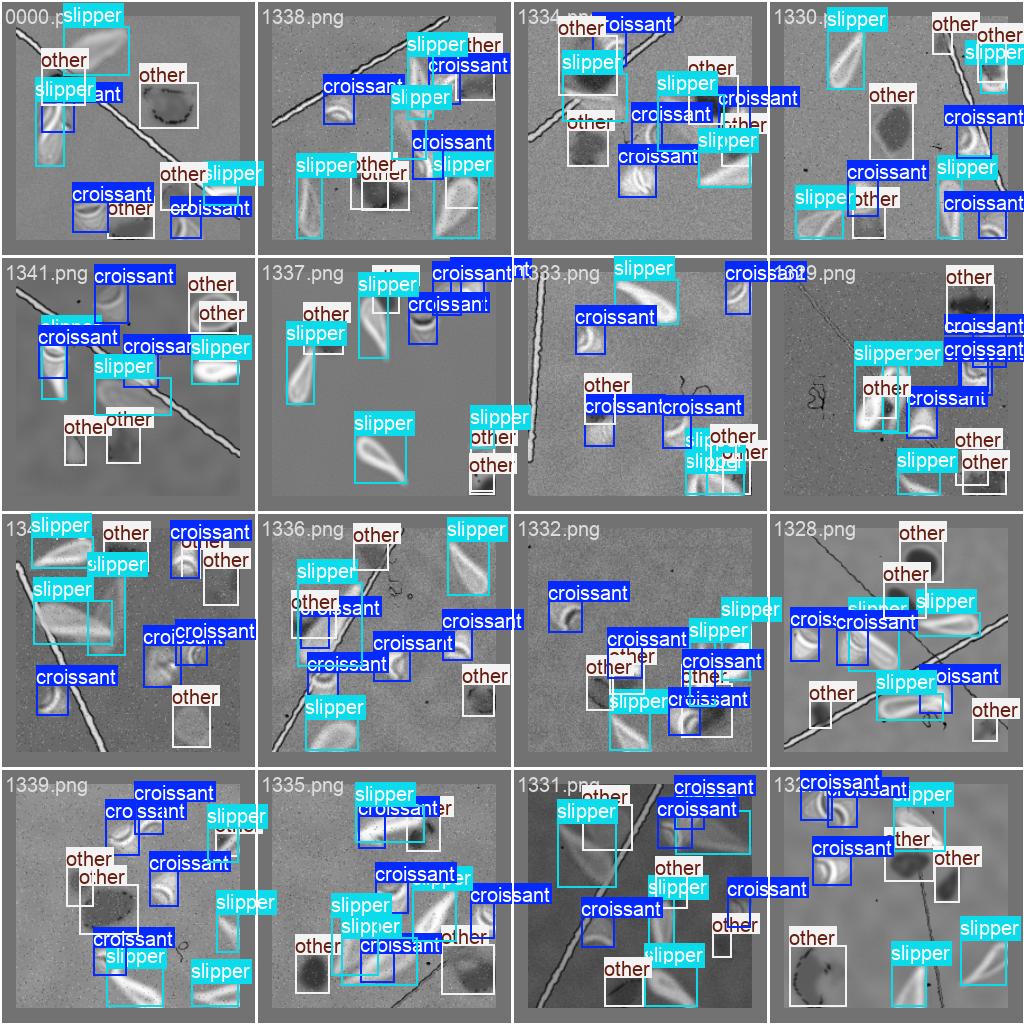 0000.p
slipper
other
other
slipper
ant
other
slipper
croissant
other
croissant
1338.png
slipper
ther
croissant
croissant
slipper
croissant
slipper
other
other
slipper
1334.png
croissant
other
slipper
other
slipper
croissant
other
croissant
other
slipper
croissant
1330.png
slipper
other
other
slipper
other
croissant
croissant
slipper
slipper
other
croissant
1341.png
croissant
other
other
slipper
croissant
croissant
slipper
slipper
other
other
1337.png
croissant
croissant
other
slipper
croissant
other
slipper
slipper
slipper
other
other
1333.png
slipper
croissant
croissant
other
croissant
croissant
slip
other
slipper
other
1329.png
other
croissant
slipper
per
croissant
other
croissant
other
slipper
other
134
slipper
other
croissant
other
slipper
other
slipper
croissant
croissant
croissant
other
1336.png
other
slipper
slipper
other
croissant
croissant
croissant
croissant
other
slipper
1332.png
croissant
slipper
slipper
croissant
other
croissant
other
other
slipper
croissant
1328.png
other
other
slipper
slipper
croiss
croissant
slipper
croissant
other
other
1339.png
croissant
croissant
slipper
other
other
croissant
other
slipper
croissant
slipper
slipper
1335.png
slipper
croissant
er
croissant
slipper
croissant
slipper
slipper
other
croissant
other
1331.png
other
croissant
slipper
croissant
other
slipper
croissant
croissant
other
slipper
other
132
croissant
croissant
slipper
croissant
other
other
other
slipper
slipper